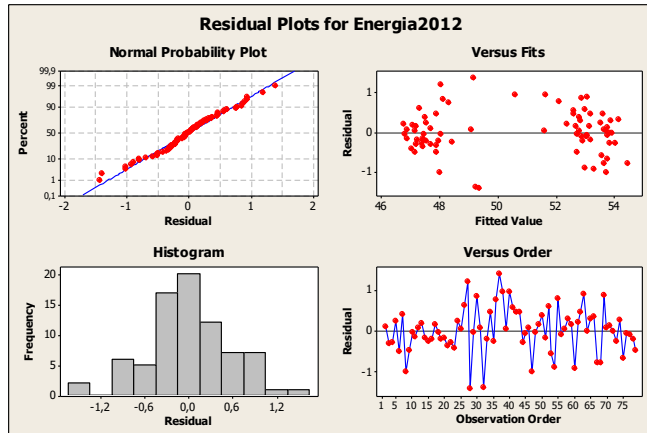 Residual Plots for Energia2012
Normal Probability Plot
Percent
99,9
99
90
50
10
1
0,1
-2 -1 0 1 2
Residual
Versus Fits
Residual
1
0
-1
46 48 50 52 54
Fitted Value
Histogram
Frequency
20
15
10
5
0
-1,2 -0,6 0,0 0,6 1,2
Residual
Versus Order
Residual
1
0
-1
1 5 10 15 20 25 30 35 40 45 50 55 60 65 70 75
Observation Order